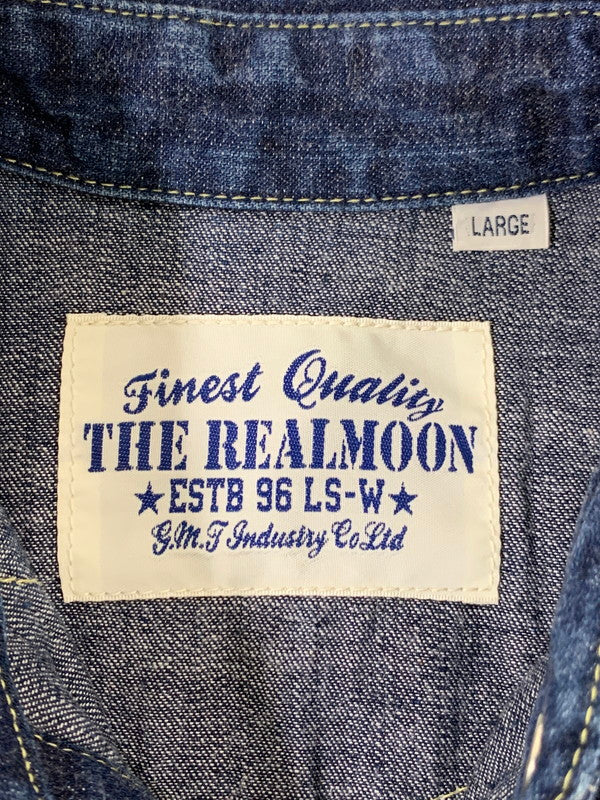 LARGE
Finest Quality
THE REALMOON
★ESTB 96 LS-W★
G.M.T Industry Co Ltd